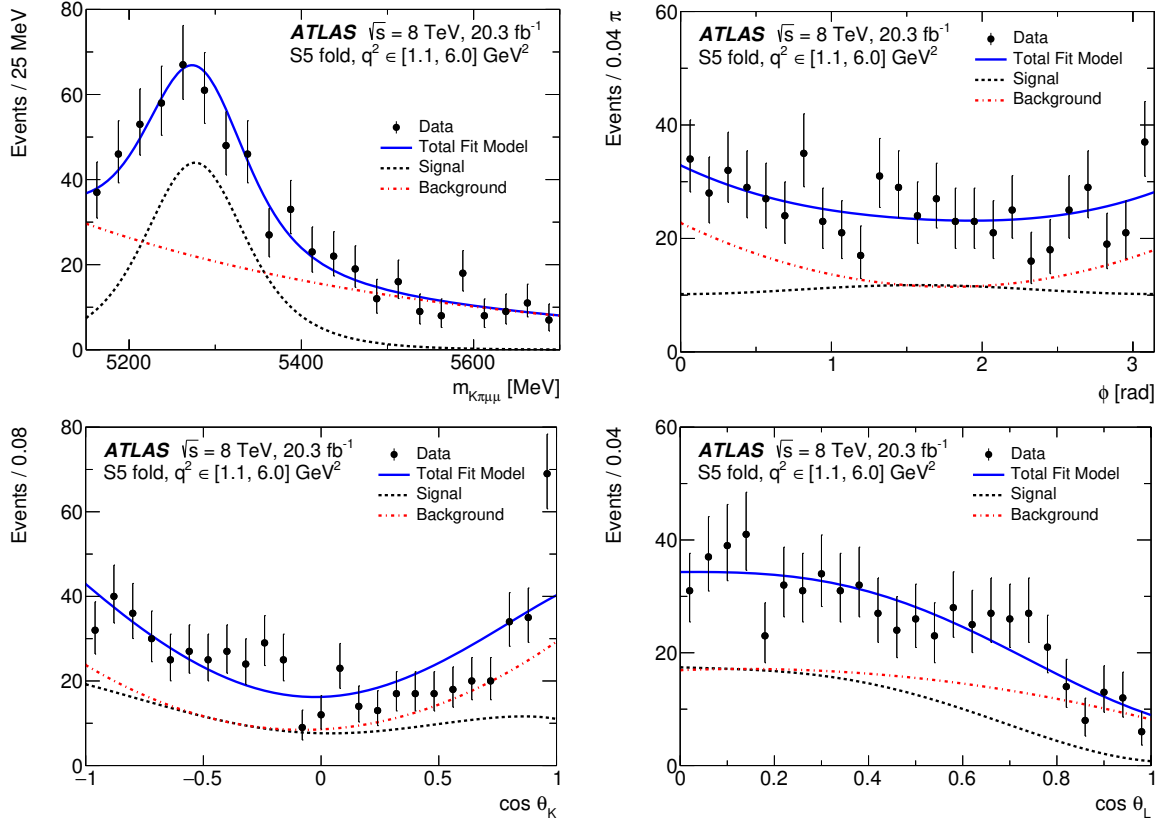 ATLAS √s = 8 TeV, 20.3 fb⁻¹
S5 fold, q² ∈ [1.1, 6.0] GeV²
Data
Total Fit Model
Signal
Background
Events / 25 MeV
80
60
40
20
0
5200 5400 5600
m_Kπμμ [MeV]
ATLAS √s = 8 TeV, 20.3 fb⁻¹
S5 fold, q² ∈ [1.1, 6.0] GeV²
Data
Total Fit Model
Signal
Background
Events / 0.04 π
60
40
20
0
0 1 2 3
ϕ [rad]
ATLAS √s = 8 TeV, 20.3 fb⁻¹
S5 fold, q² ∈ [1.1, 6.0] GeV²
Data
Total Fit Model
Signal
Background
Events / 0.08
80
60
40
20
0
−1 −0.5 0 0.5 1
cos θ_K
ATLAS √s = 8 TeV, 20.3 fb⁻¹
S5 fold, q² ∈ [1.1, 6.0] GeV²
Data
Total Fit Model
Signal
Background
Events / 0.04
60
40
20
0
0 0.2 0.4 0.6 0.8 1
cos θ_L